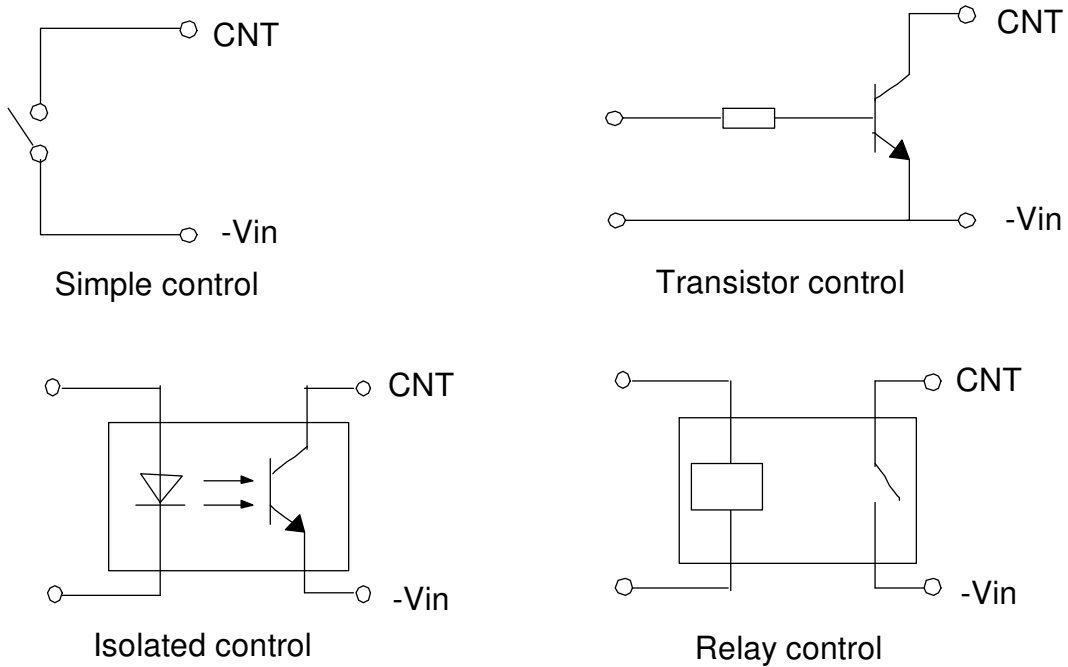 CNT
-Vin
Simple control
CNT
-Vin
Transistor control
CNT
-Vin
Isolated control
CNT
-Vin
Relay control